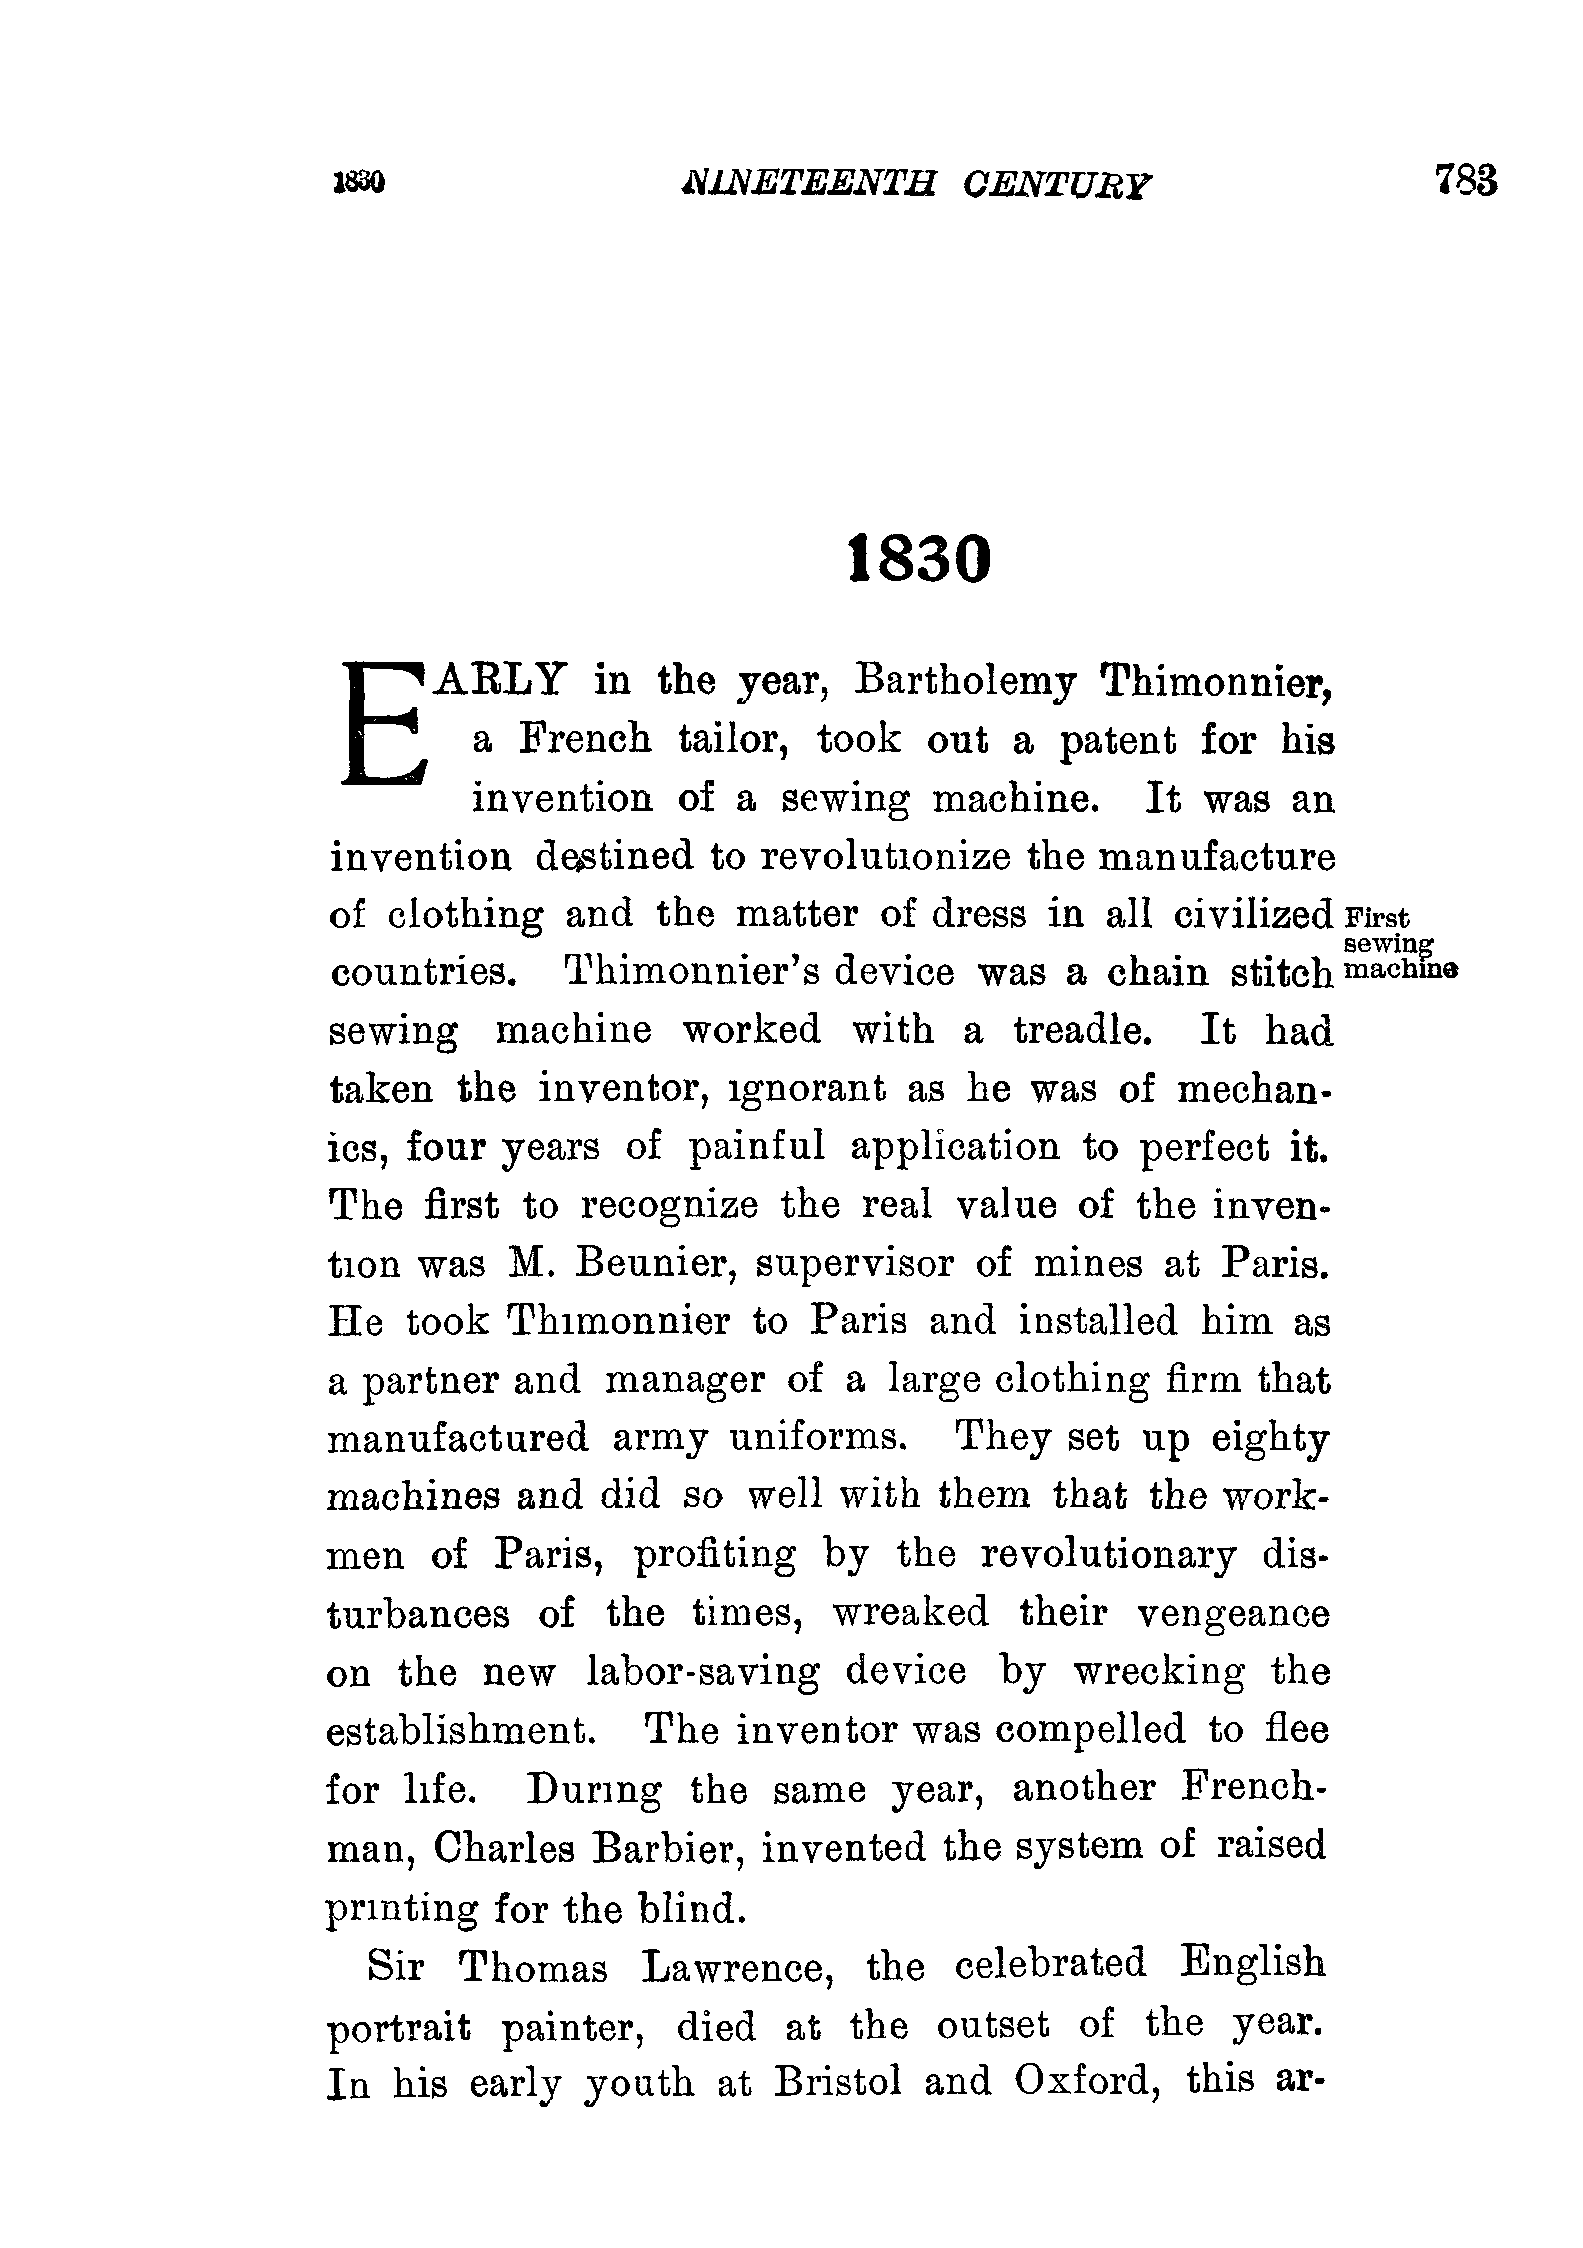 1830 NINETEENTH CENTURY 783
1830
EARLY in the year, Bartholemy Thimonnier,
a French tailor, took out a patent for his
invention of a sewing machine. It was an
invention destined to revolutionize the manufacture
of clothing and the matter of dress in all civilized
countries. Thimonnier's device was a chain stitch
First
sewing
machine
sewing machine worked with a treadle. It had
taken the inventor, ignorant as he was of mechan-
ics, four years of painful application to perfect it.
The first to recognize the real value of the inven-
tion was M. Beunier, supervisor of mines at Paris.
He took Thimonnier to Paris and installed him as
a partner and manager of a large clothing firm that
manufactured army uniforms. They set up eighty
machines and did so well with them that the work-
men of Paris, profiting by the revolutionary dis-
turbances of the times, wreaked their vengeance
on the new labor-saving device by wrecking the
establishment. The inventor was compelled to flee
for life. During the same year, another French-
man, Charles Barbier, invented the system of raised
printing for the blind.
Sir Thomas Lawrence, the celebrated English
portrait painter, died at the outset of the year.
In his early youth at Bristol and Oxford, this ar-